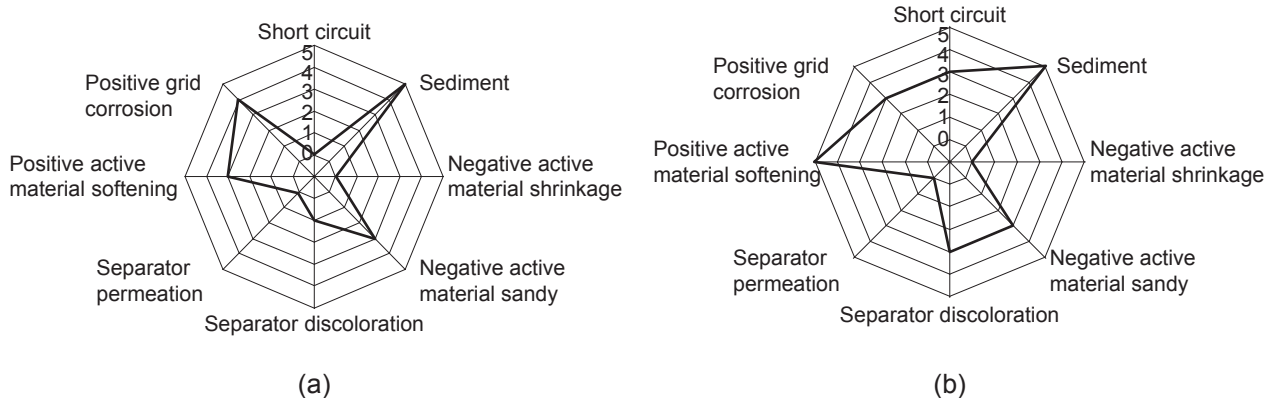 Short circuit
5
4
3
2
1
0
Sediment
Negative active
material shrinkage
Negative active
material sandy
Separator discoloration
Separator
permeation
Positive active
material softening
Positive grid
corrosion
(a)
Short circuit
5
4
3
2
1
0
Sediment
Negative active
material shrinkage
Negative active
material sandy
Separator discoloration
Separator
permeation
Positive active
material softening
Positive grid
corrosion
(b)